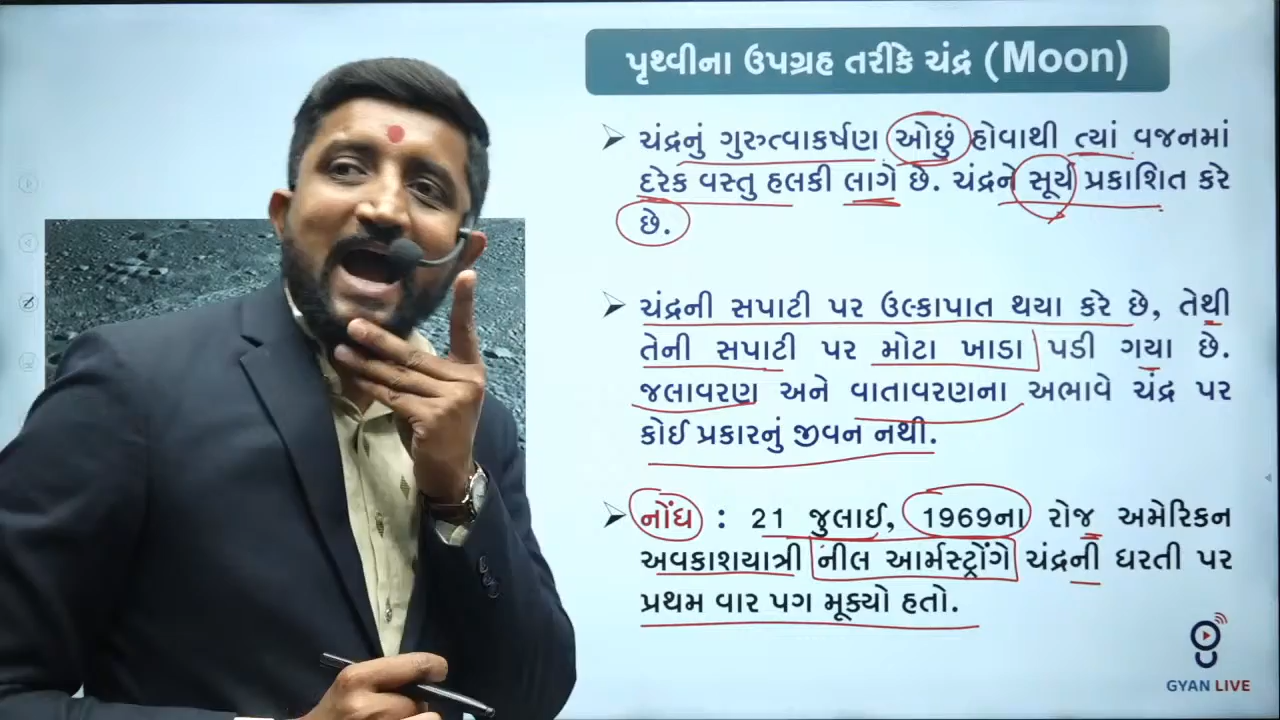 પૃથ્વીના ઉપગ્રહ તરીકે ચંદ્ર (Moon)
➢ ચંદ્રનું ગુરુત્વાકર્ષણ ઓછું હોવાથી ત્યાં વજનમાં
દરેક વસ્તુ હલકી લાગે છે. ચંદ્રને સૂર્ય પ્રકાશિત કરે
છે.
➢ ચંદ્રની સપાટી પર ઉલ્કાપાત થયા કરે છે, તેથી
તેની સપાટી પર મોટા ખાડા પડી ગયા છે.
જલાવરણ અને વાતાવરણના અભાવે ચંદ્ર પર
કોઈ પ્રકારનું જીવન નથી.
➢ નોંધ : 21 જુલાઈ, 1969ના રોજ અમેરિકન
અવકાશયાત્રી નીલ આર્મસ્ટ્રોંગે ચંદ્રની ધરતી પર
પ્રથમ વાર પગ મૂક્યો હતો.
GYAN LIVE